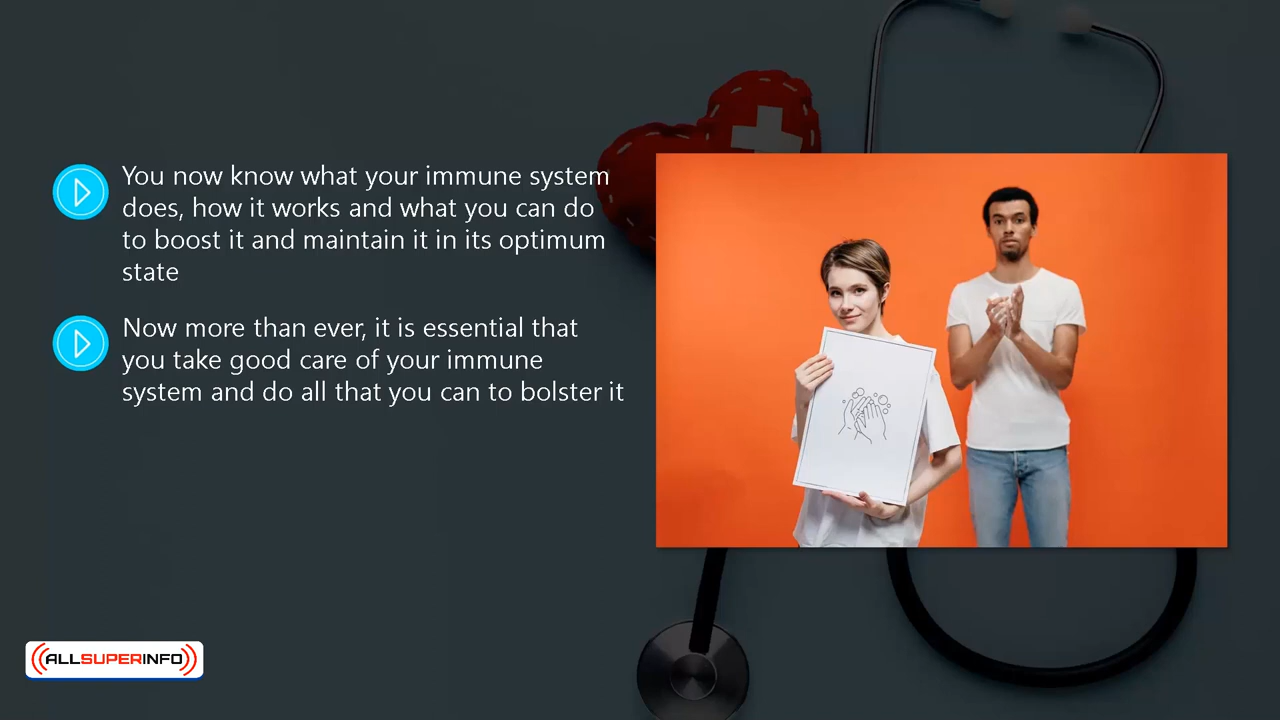 You now know what your immune system
does, how it works and what you can do
to boost it and maintain it in its optimum
state
Now more than ever, it is essential that
you take good care of your immune
system and do all that you can to bolster it
ALLSUPERINFO